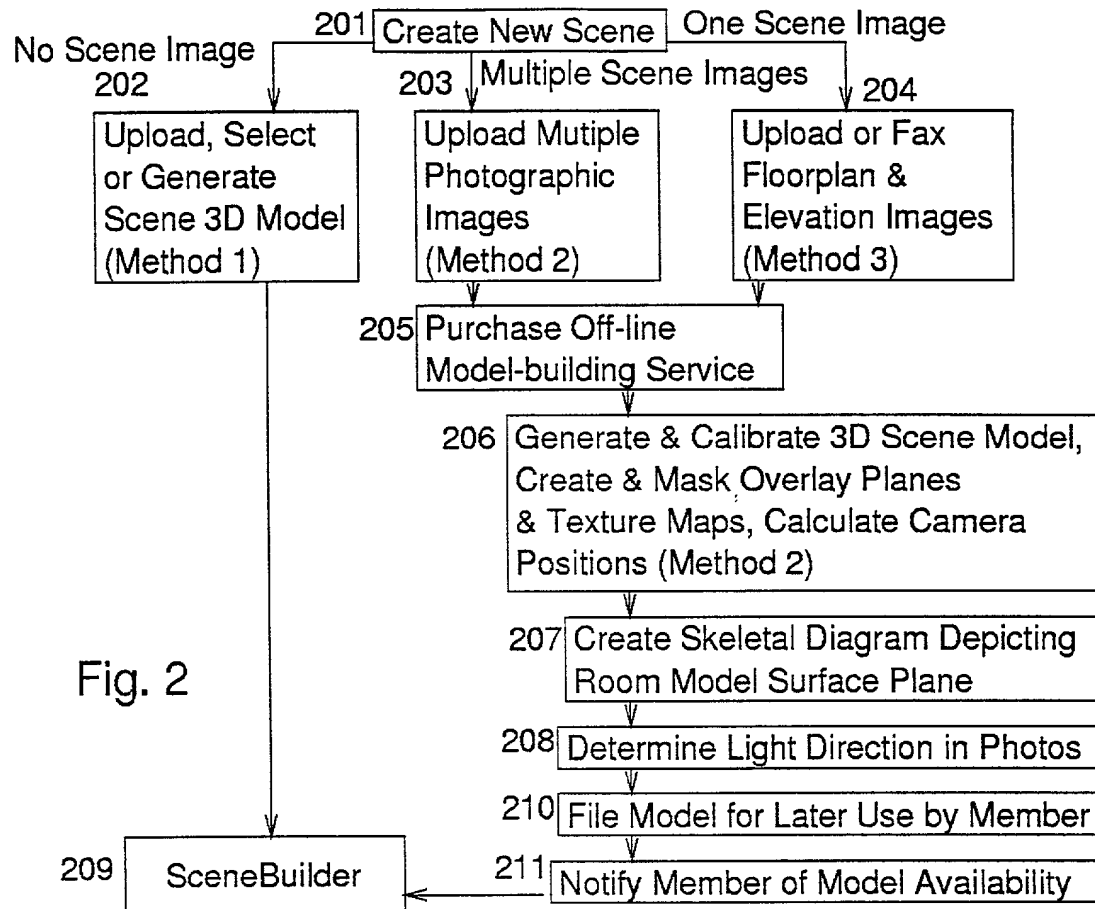 201 Create New Scene
One Scene Image
No Scene Image
Multiple Scene Images
202
Upload, Select
or Generate
Scene 3D Model
(Method 1)
203
Upload Mutiple
Photographic
Images
(Method 2)
204
Upload or Fax
Floorplan &
Elevation Images
(Method 3)
205 Purchase Off-line
Model-building Service
206 Generate & Calibrate 3D Scene Model,
Create & Mask Overlay Planes
& Texture Maps, Calculate Camera
Positions (Method 2)
207 Create Skeletal Diagram Depicting
Room Model Surface Plane
Fig. 2
208 Determine Light Direction in Photos
210 File Model for Later Use by Member
211 Notify Member of Model Availability
209 SceneBuilder